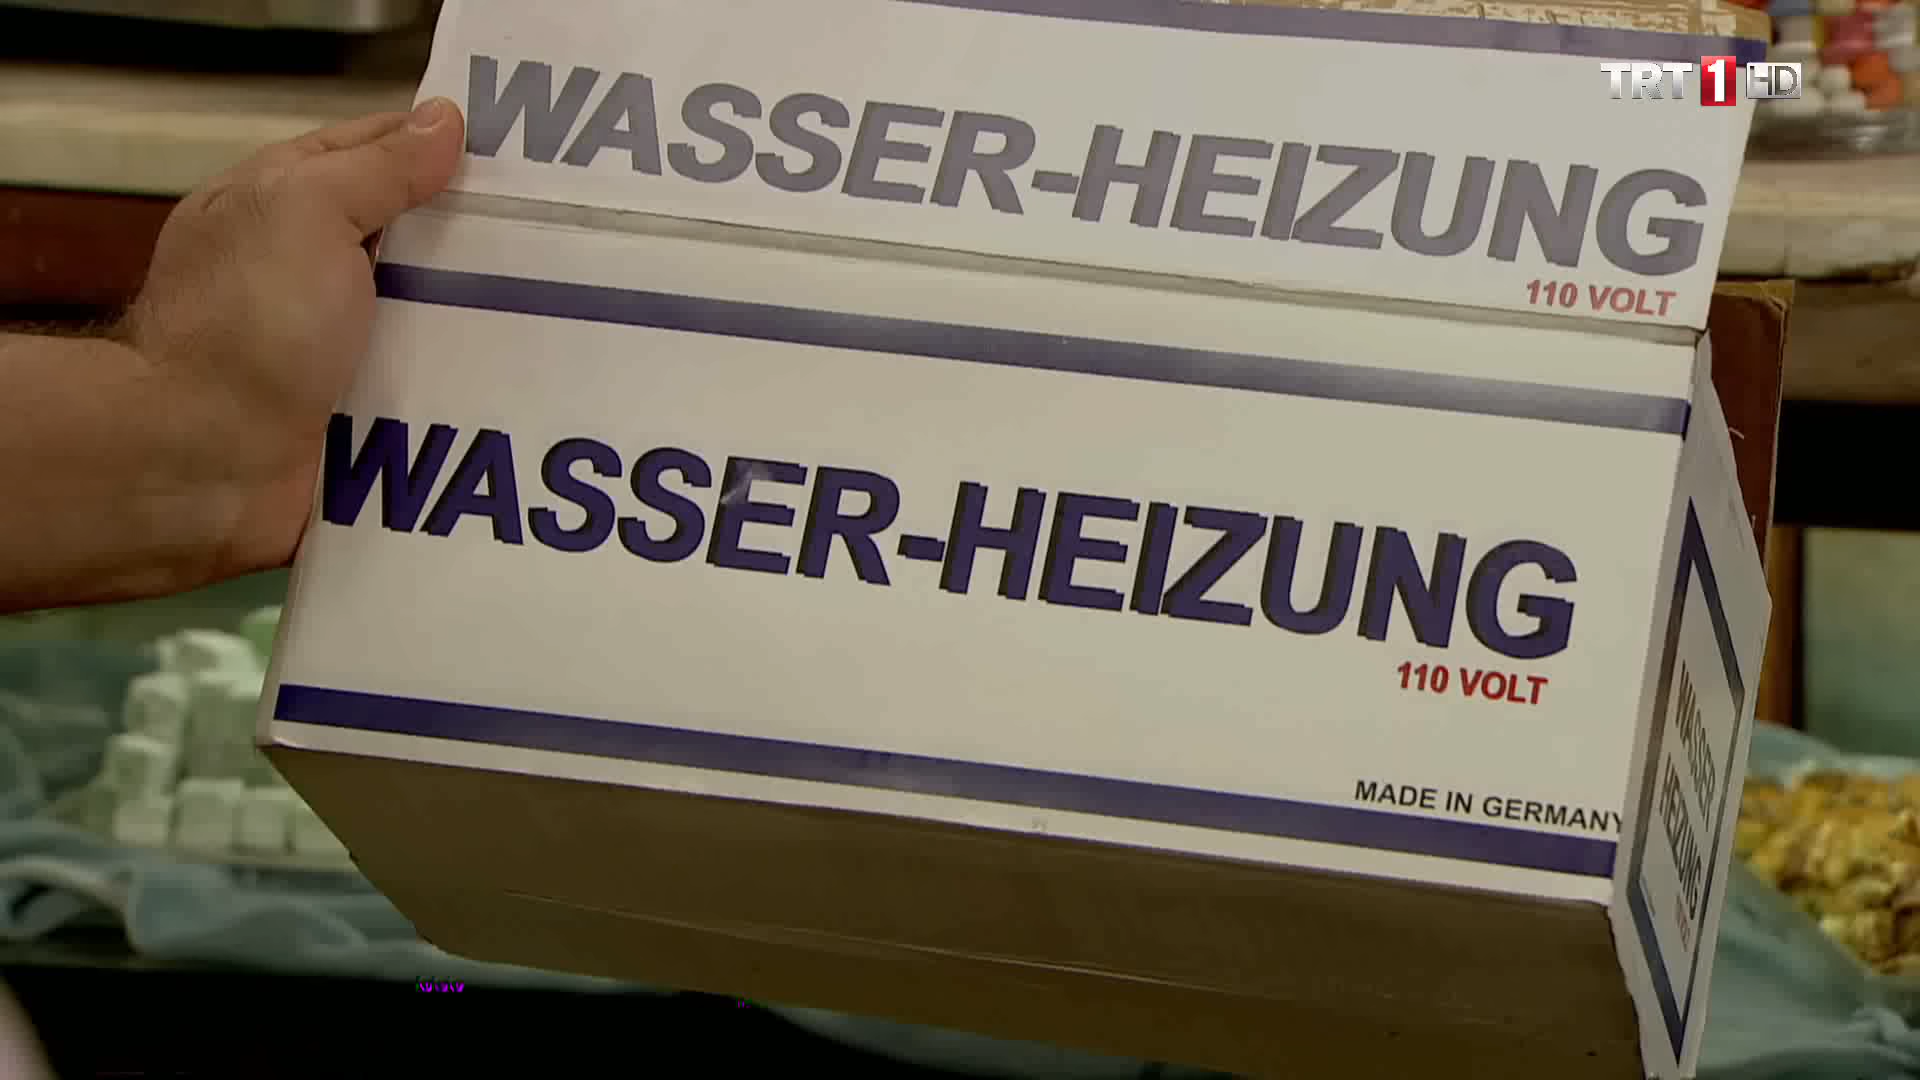 TRT 1 HD
WASSER-HEIZUNG
110 VOLT
WASSER-HEIZUNG
110 VOLT
MADE IN GERMANY
WASSER
HEIZUNG